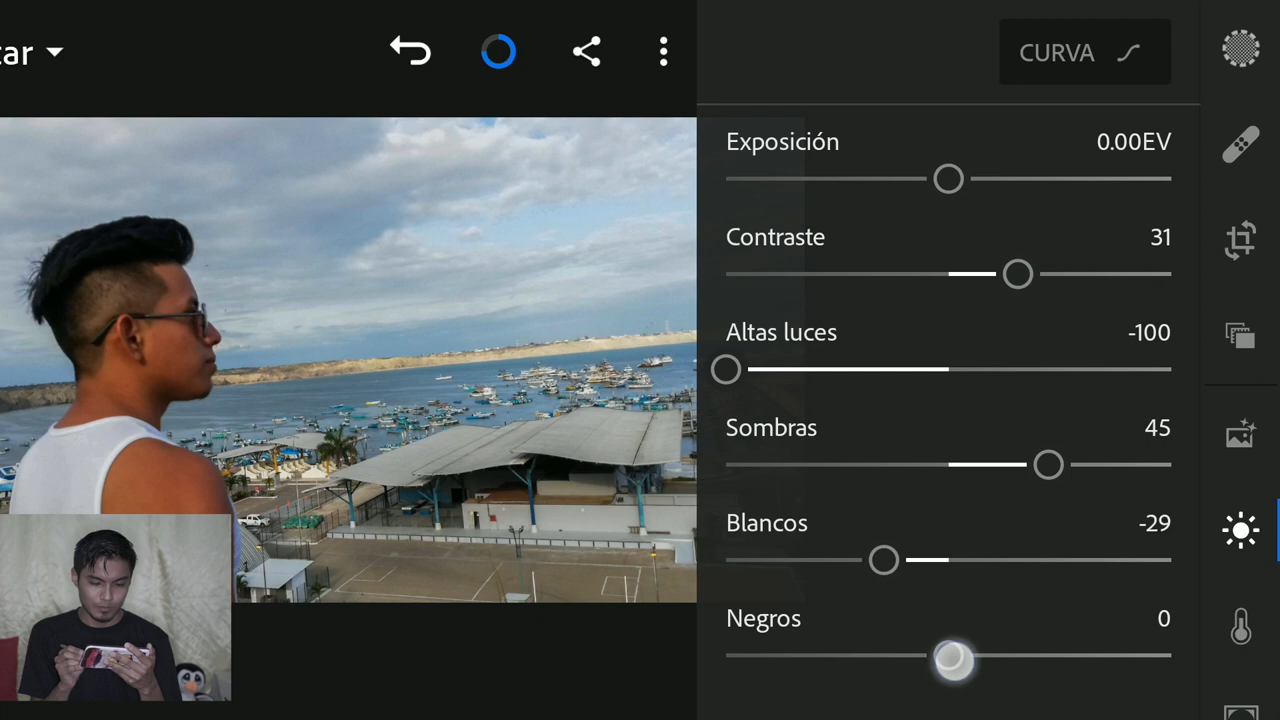 tar
CURVA
Exposición 0.00EV
Contraste 31
Altas luces -100
Sombras 45
Blancos -29
Negros 0